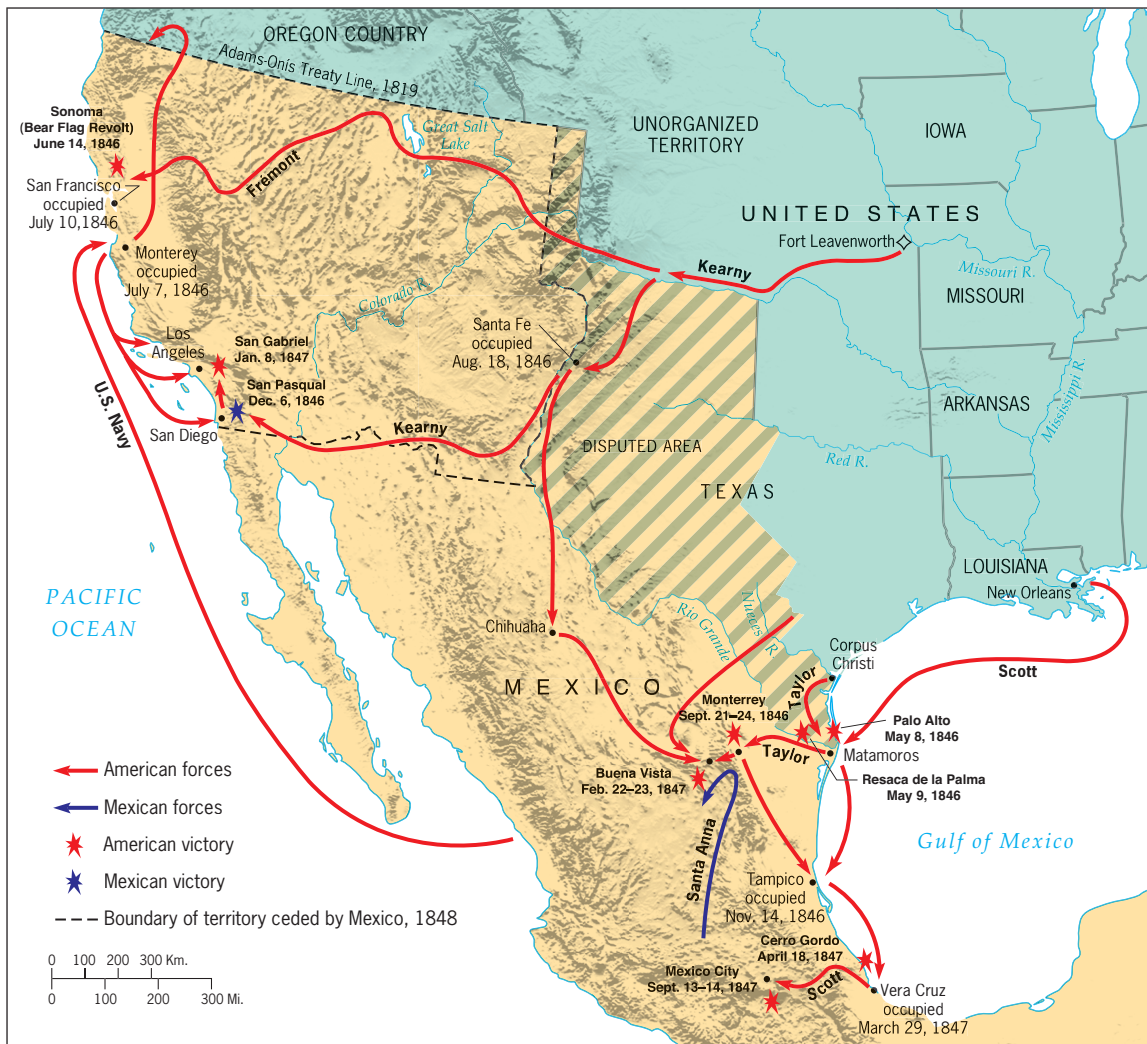 OREGON COUNTRY
Adams-Onís Treaty Line, 1819
Sonoma
(Bear Flag Revolt)
June 14, 1846
Great Salt
Lake
UNORGANIZED
TERRITORY
IOWA
Frémont
San Francisco
occupied
July 10,1846
UNITED STATES
Fort Leavenworth
Monterey
occupied
July 7, 1846
Kearny
Missouri R.
MISSOURI
Colorado R.
Santa Fe
occupied
Aug. 18, 1846
Los
Angeles
San Gabriel
Jan. 8, 1847
San Pasqual
Dec. 6, 1846
U.S. Navy
San Diego
Kearny
ARKANSAS
Mississippi R.
DISPUTED AREA
Red R.
TEXAS
LOUISIANA
New Orleans
PACIFIC
OCEAN
Chihuaha
Rio Grande
Nueces R.
Corpus
Christi
Scott
MEXICO
Taylor
Monterrey
Sept. 21–24, 1846
Palo Alto
May 8, 1846
Taylor
Matamoros
Buena Vista
Feb. 22–23, 1847
Resaca de la Palma
May 9, 1846
American forces
Mexican forces
American victory
Mexican victory
Boundary of territory ceded by Mexico, 1848
Gulf of Mexico
Santa Anna
Tampico
occupied
Nov. 14, 1846
Cerro Gordo
April 18, 1847
Mexico City
Sept. 13–14, 1847
Scott
Vera Cruz
occupied
March 29, 1847
0 100 200 300 Km.
0 100 200 300 Mi.